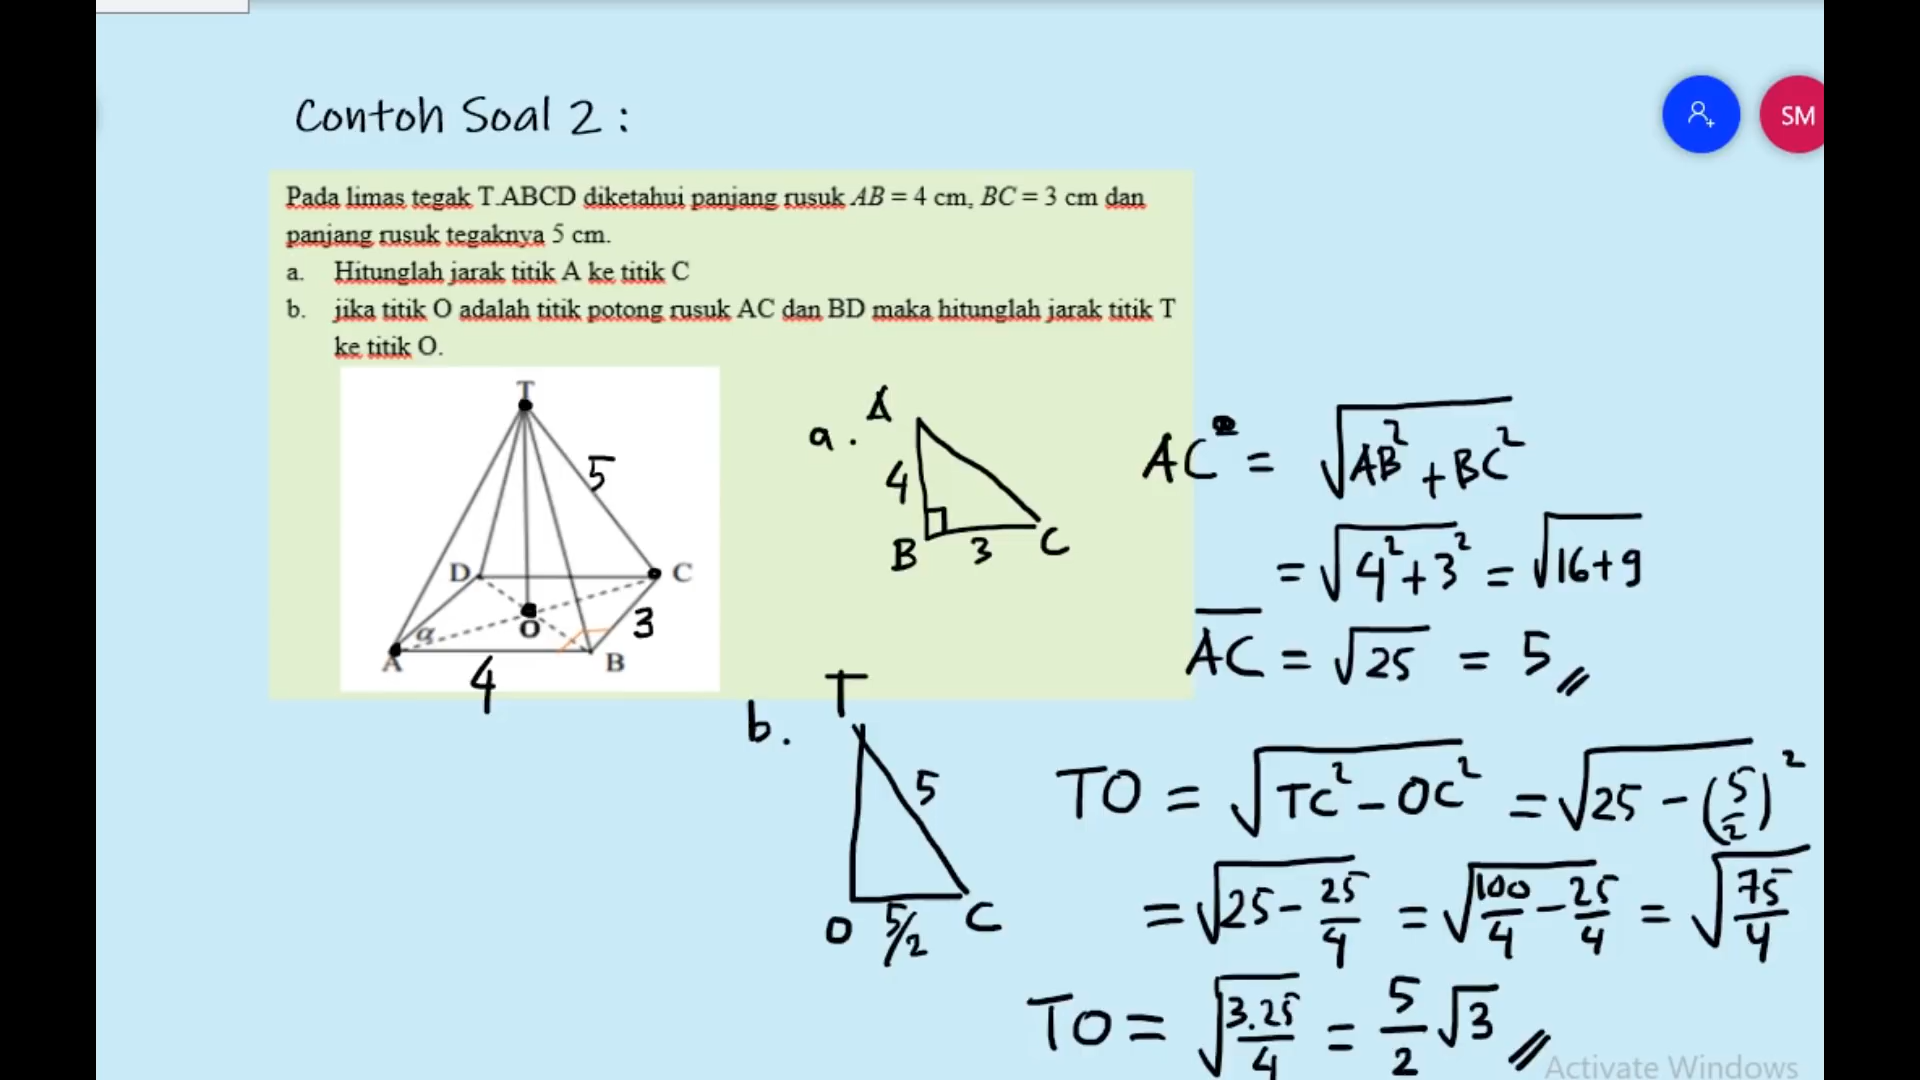 SM
Contoh Soal 2 :
Pada limas tegak T.ABCD diketahui panjang rusuk AB = 4 cm, BC = 3 cm dan
panjang rusuk tegaknya 5 cm.
a. Hitunglah jarak titik A ke titik C
b. jika titik O adalah titik potong rusuk AC dan BD maka hitunglah jarak titik T
ke titik O.
T
5
D
C
α
O
3
A
B
4
a.
A
4
B
3
C
AC = √(AB² + BC²)
= √(4² + 3²) = √(16 + 9)
AC = √25 = 5 //
b.
T
5
O
5/2
C
TO = √(TC² - OC²) = √(25 - (5/2)²)
= √(25 - 25/4) = √(100/4 - 25/4) = √(75/4)
TO = √(3.25/4) = 5/2 √3 //
Activate Windows